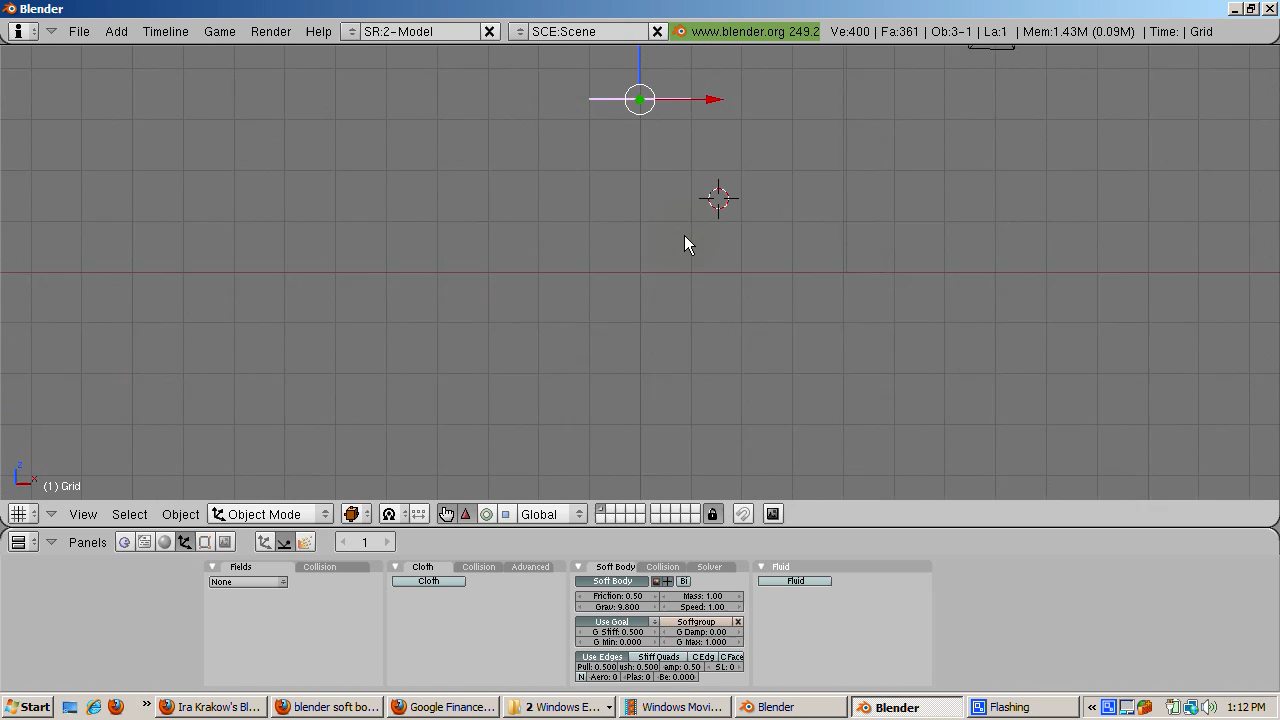 Blender
File Add Timeline Game Render Help SR:2-Model SCE:Scene www.blender.org 249.2 Ve:400 | Fa:361 | Ob:3-1 | La:1 | Mem:1.43M (0.09M) | Time: | Grid
z
x
(1) Grid
View Select Object Object Mode Global
Panels 1
Fields Collision Cloth Collision Advanced Soft Body Collision Solver Fluid
None Cloth Soft Body Bi Fluid
Friction: 0.50 Mass: 1.00
Grav: 9.800 Speed: 1.00
Use Goal Softgroup
G Stiff: 0.500 G Damp: 0.00
G Min: 0.000 G Max: 1.000
Use Edges Stiff Quads C Edg C Face
Pull: 0.500 ush: 0.500 amp: 0.50 SL: 0
N Aero: 0 Plas: 0 Be: 0.000
Start Ira Krakow's Bl... blender soft bo... Google Finance... 2 Windows E... Windows Movi... Blender Blender Flashing 1:12 PM